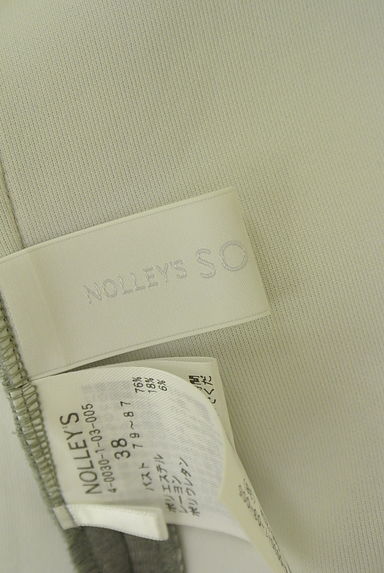 NOLLEY'S SO
NOLLEY'S
4-0030-1-03-005
38
バスト 79~87
ポリエステル 76%
レーヨン 18%
ポリウレタン 6%